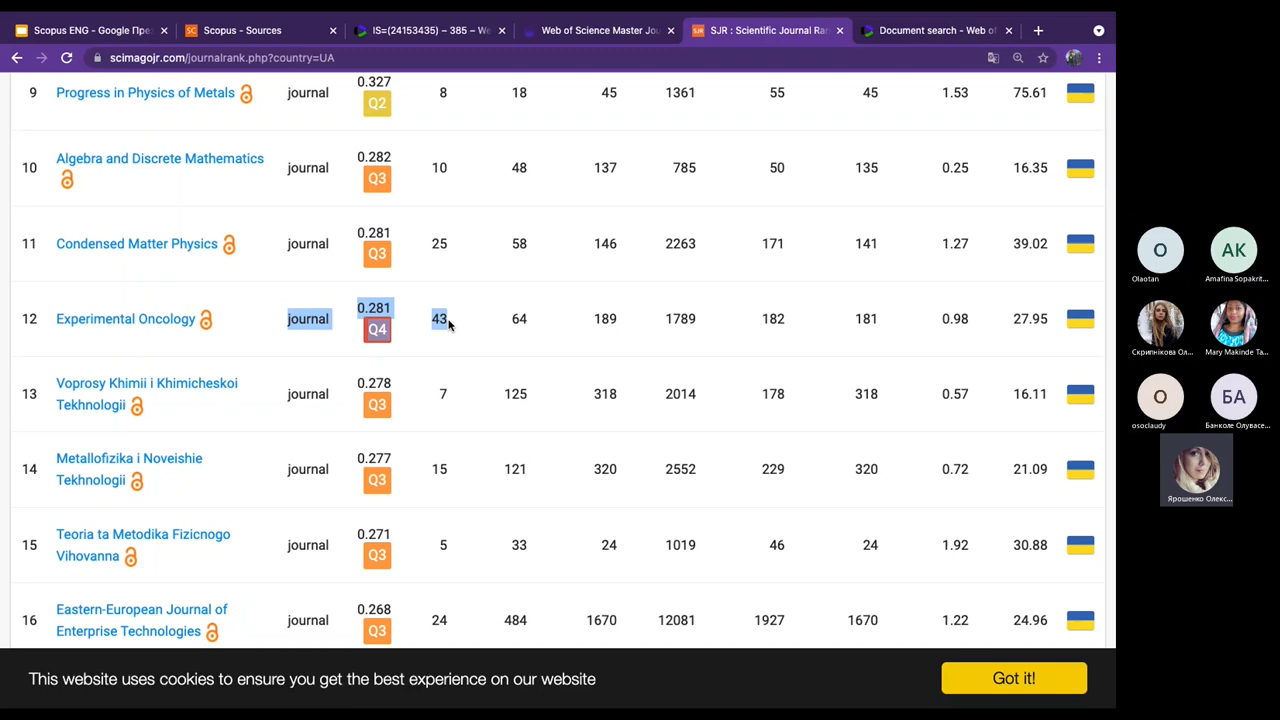 Scopus ENG - Google Пре
Scopus - Sources
IS=(24153435) – 385 – We
Web of Science Master Jou
SJR : Scientific Journal Ra
Document search - Web of
scimagojr.com/journalrank.php?country=UA
9 Progress in Physics of Metals journal 0.327 Q2 8 18 45 1361 55 45 1.53 75.61
10 Algebra and Discrete Mathematics journal 0.282 Q3 10 48 137 785 50 135 0.25 16.35
11 Condensed Matter Physics journal 0.281 Q3 25 58 146 2263 171 141 1.27 39.02
12 Experimental Oncology journal 0.281 Q4 43 64 189 1789 182 181 0.98 27.95
13 Voprosy Khimii i Khimicheskoi
Tekhnologii journal 0.278 Q3 7 125 318 2014 178 318 0.57 16.11
14 Metallofizika i Noveishie
Tekhnologii journal 0.277 Q3 15 121 320 2552 229 320 0.72 21.09
15 Teoria ta Metodika Fizicnogo
Vihovanna journal 0.271 Q3 5 33 24 1019 46 24 1.92 30.88
16 Eastern-European Journal of
Enterprise Technologies journal 0.268 Q3 24 484 1670 12081 1927 1670 1.22 24.96
This website uses cookies to ensure you get the best experience on our website
Got it!
O
Olaotan
АК
Amafina Sopakrit...
Скрипнікова Ол...
Mary Makinde Ta...
O
osoclaudy
БА
Банколе Олувасе...
Ярошенко Олекс...